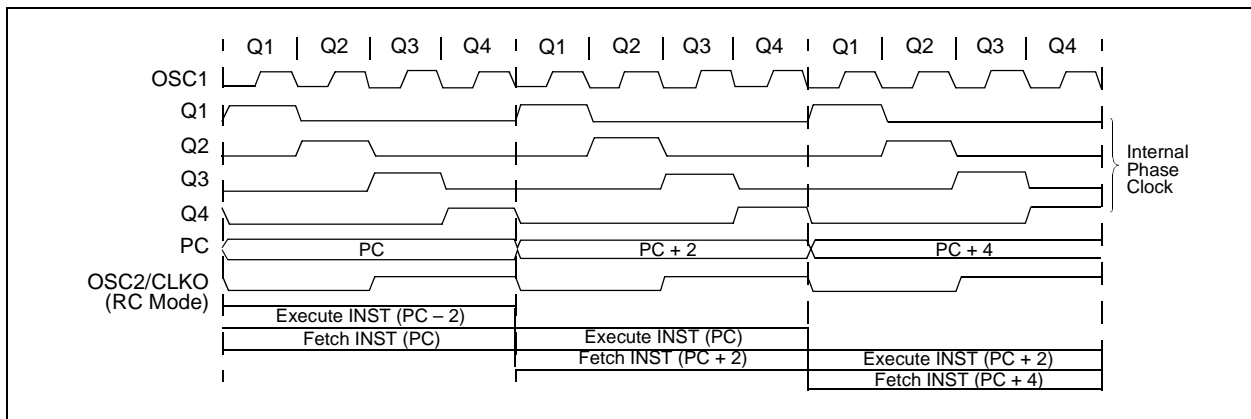 Q1 Q2 Q3 Q4 Q1 Q2 Q3 Q4 Q1 Q2 Q3 Q4
OSC1
Q1
Q2
Q3
Q4
Internal
Phase
Clock
PC PC PC + 2 PC + 4
OSC2/CLKO
(RC Mode)
Execute INST (PC – 2)
Fetch INST (PC) Execute INST (PC)
Fetch INST (PC + 2) Execute INST (PC + 2)
Fetch INST (PC + 4)